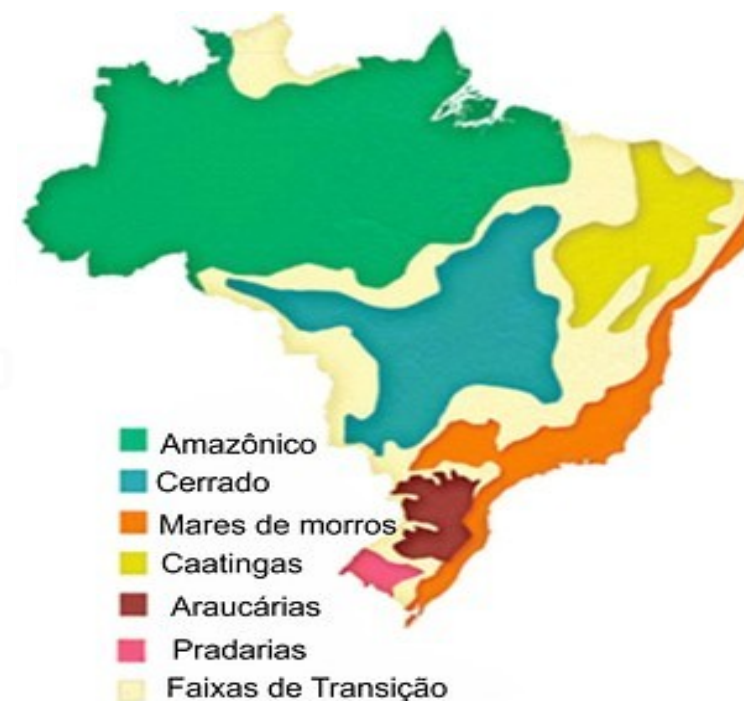 Amazônico
Cerrado
Mares de morros
Caatingas
Araucárias
Pradarias
Faixas de Transição